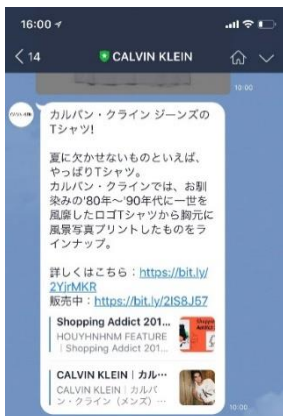 16:00
14
CALVIN KLEIN
10:00
カルバン・クライン ジーンズの
Tシャツ!
夏に欠かせないものといえば、
やっぱりTシャツ。
カルバン・クラインでは、お馴
染みの'80年〜'90年代に一世を
風靡したロゴTシャツから胸元に
風景写真プリントしたものをラ
インナップ。
詳しくはこちら：https://bit.ly/
2YjrMKR
販売中：https://bit.ly/2IS8J57
Shopping Addict 201...
HOUYHNHNM FEATURE
｜Shopping Addict 201...
CALVIN KLEIN｜カル…
CALVIN KLEIN｜カルバ
ン・クライン（メンズ）…
10:00